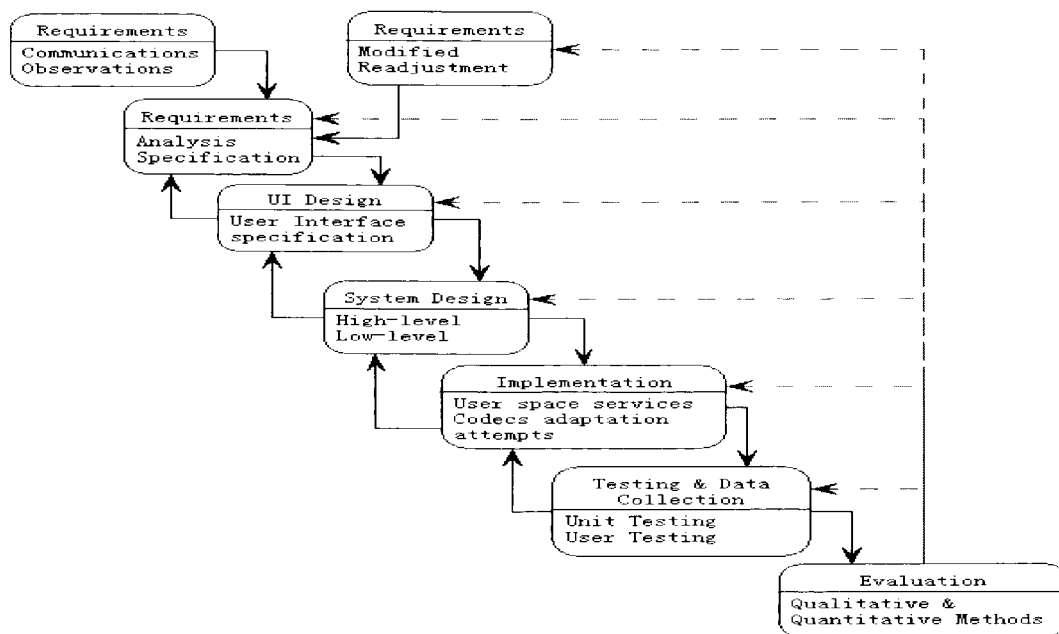 Requirements
Communications
Observations
Requirements
Modified
Readjustment
Requirements
Analysis
Specification
UI Design
User Interface
specification
System Design
High-level
Low-level
Implementation
User space services
Codecs adaptation
attempts
Testing & Data
Collection
Unit Testing
User Testing
Evaluation
Qualitative &
Quantitative Methods